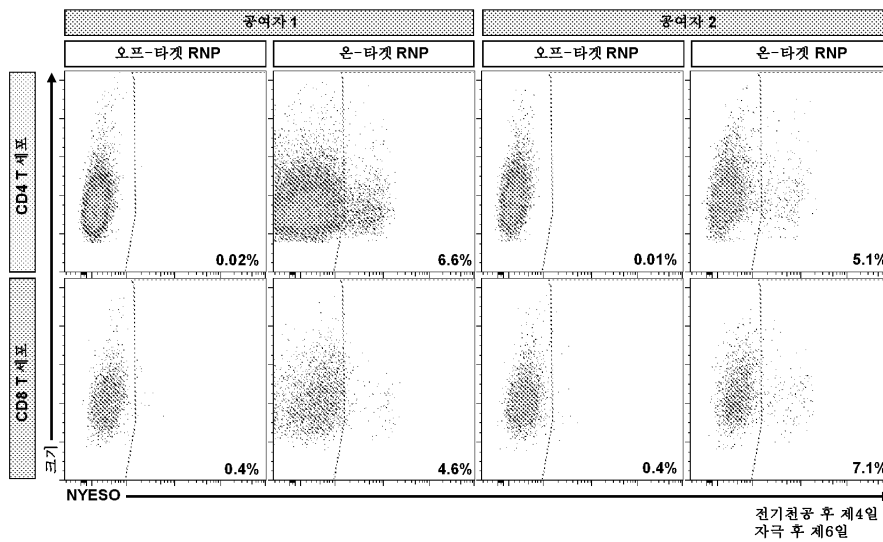 공여자 1
공여자 2
오프-타겟 RNP
온-타겟 RNP
오프-타겟 RNP
온-타겟 RNP
CD4 T 세포
0.02%
6.6%
0.01%
5.1%
CD8 T 세포
0.4%
4.6%
0.4%
7.1%
크기
NYESO
전기천공 후 제4일
자극 후 제6일